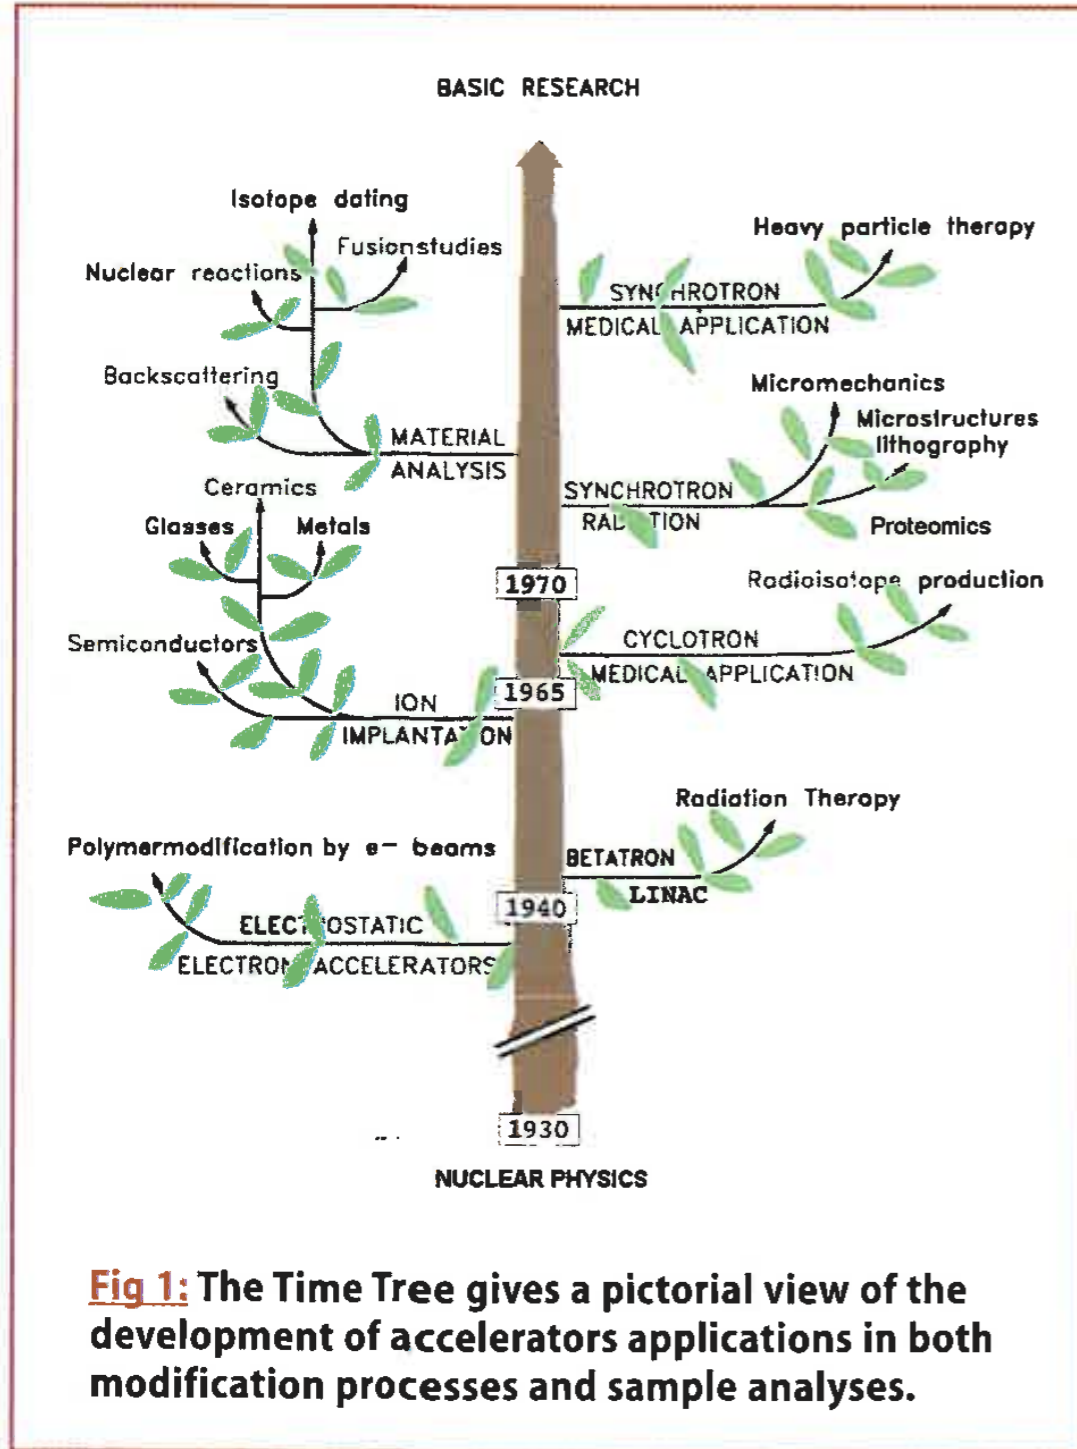 BASIC RESEARCH
Isotope dating
Fusionstudies
Nuclear reactions
Heavy particle therapy
SYNCHROTRON
MEDICAL APPLICATION
Backscattering
Micromechanics
Microstructures
lithography
MATERIAL
ANALYSIS
Ceramics
SYNCHROTRON
RADIATION
Proteomics
Glasses
Metals
1970
Radioisotope production
CYCLOTRON
MEDICAL APPLICATION
Semiconductors
1965
ION
IMPLANTATION
Radiation Therapy
Polymermodification by e- beams
BETATRON
LINAC
1940
ELECTROSTATIC
ELECTRON ACCELERATORS
1930
NUCLEAR PHYSICS
Fig 1: The Time Tree gives a pictorial view of the
development of accelerators applications in both
modification processes and sample analyses.